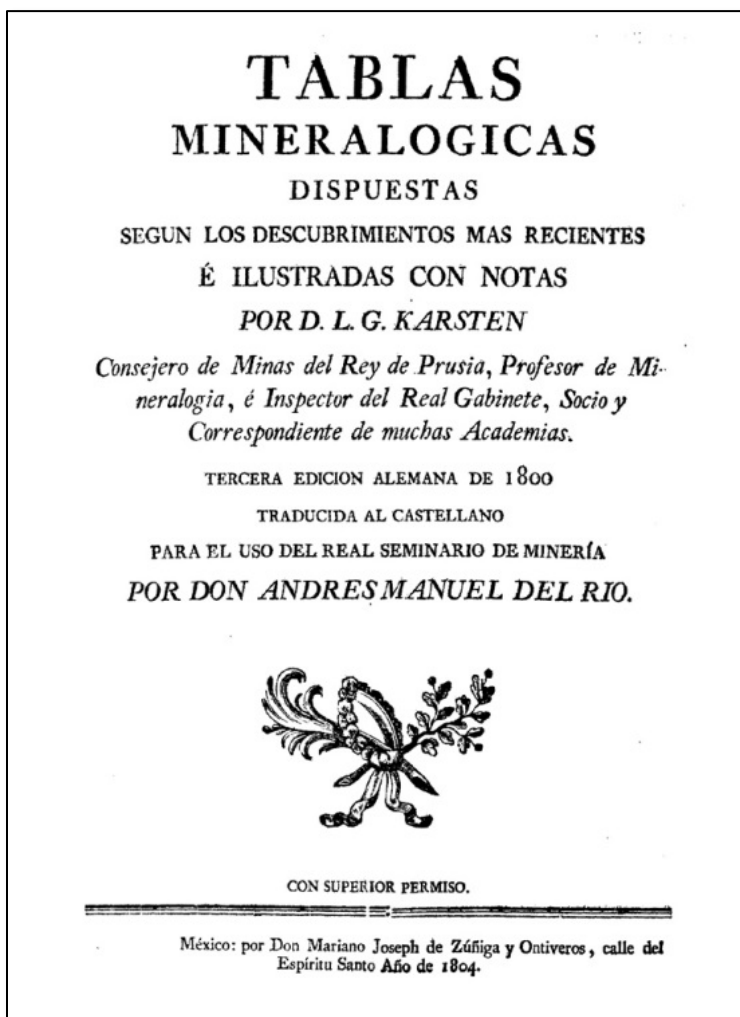 TABLAS
MINERALOGICAS
DISPUESTAS
SEGUN LOS DESCUBRIMIENTOS MAS RECIENTES
É ILUSTRADAS CON NOTAS
POR D. L. G. KARSTEN
Consejero de Minas del Rey de Prusia, Profesor de Mi-
neralogia, é Inspector del Real Gabinete, Socio y
Correspondiente de muchas Academias.
TERCERA EDICION ALEMANA DE 1800
TRADUCIDA AL CASTELLANO
PARA EL USO DEL REAL SEMINARIO DE MINERÍA
POR DON ANDRES MANUEL DEL RIO.
CON SUPERIOR PERMISO.
México: por Don Mariano Joseph de Zúñiga y Ontiveros, calle del
Espíritu Santo Año de 1804.